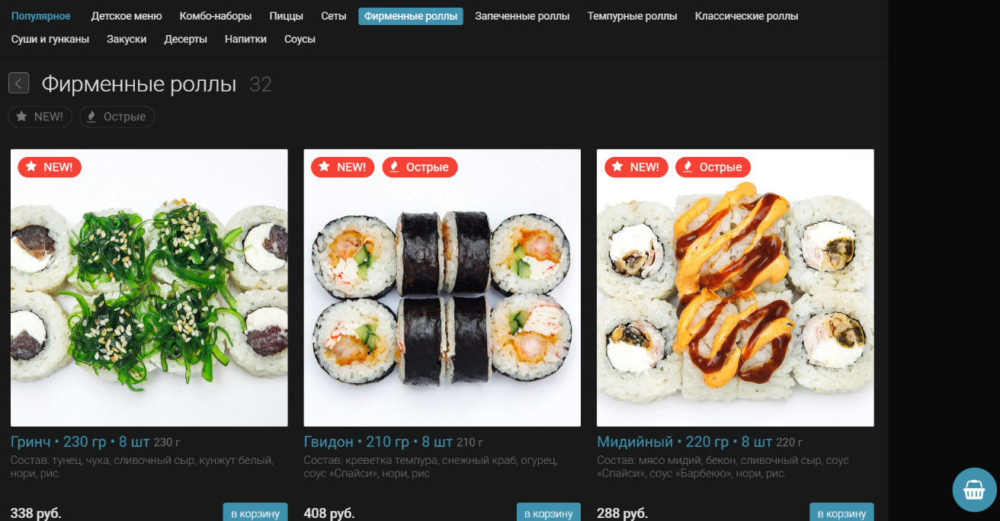 Популярное Детское меню Комбо-наборы Пиццы Сеты Фирменные роллы Запеченные роллы Темпурные роллы Классические роллы
Суши и гунканы Закуски Десерты Напитки Соусы
Фирменные роллы 32
NEW! Острые
NEW! NEW! Острые NEW! Острые
Гринч • 230 гр • 8 шт 230 г
Состав: тунец, чука, сливочный сыр, кунжут белый,
нори, рис.
338 руб. в корзину
Гвидон • 210 гр • 8 шт 210 г
Состав: креветка темпура, снежный краб, огурец,
соус «Спайси», нори, рис
408 руб. в корзину
Мидийный • 220 гр • 8 шт 220 г
Состав: мясо мидий, бекон, сливочный сыр, соус
«Спайси», соус «Барбекю», нори, рис.
288 руб. в корзину